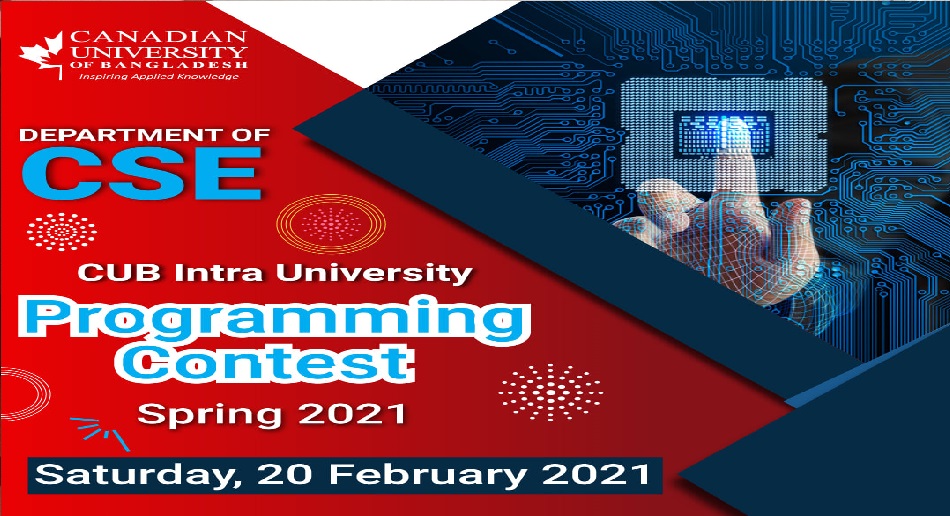 CANADIAN
UNIVERSITY
OF BANGLADESH
Inspiring Applied Knowledge
DEPARTMENT OF
CSE
CUB Intra University
Programming
Contest
Spring 2021
Saturday, 20 February 2021